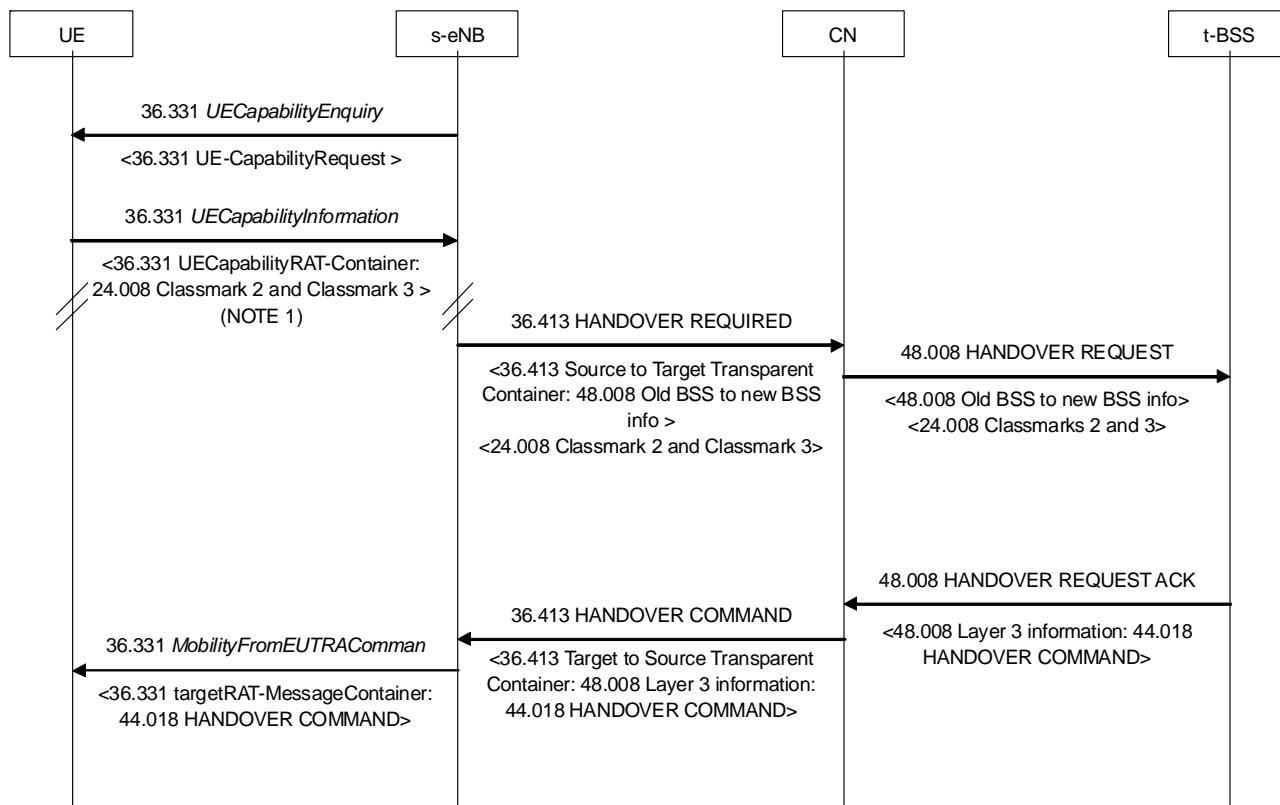 UE
s-eNB
CN
t-BSS
36.331 UECapabilityEnquiry
<36.331 UE-CapabilityRequest >
36.331 UECapabilityInformation
<36.331 UECapabilityRAT-Container:
24.008 Classmark 2 and Classmark 3 >
(NOTE 1)
36.413 HANDOVER REQUIRED
<36.413 Source to Target Transparent
Container: 48.008 Old BSS to new BSS
info >
<24.008 Classmark 2 and Classmark 3>
48.008 HANDOVER REQUEST
<48.008 Old BSS to new BSS info>
<24.008 Classmarks 2 and 3>
48.008 HANDOVER REQUEST ACK
<48.008 Layer 3 information: 44.018
HANDOVER COMMAND>
36.413 HANDOVER COMMAND
<36.413 Target to Source Transparent
Container: 48.008 Layer 3 information:
44.018 HANDOVER COMMAND>
36.331 MobilityFromEUTRAComman
<36.331 targetRAT-MessageContainer:
44.018 HANDOVER COMMAND>